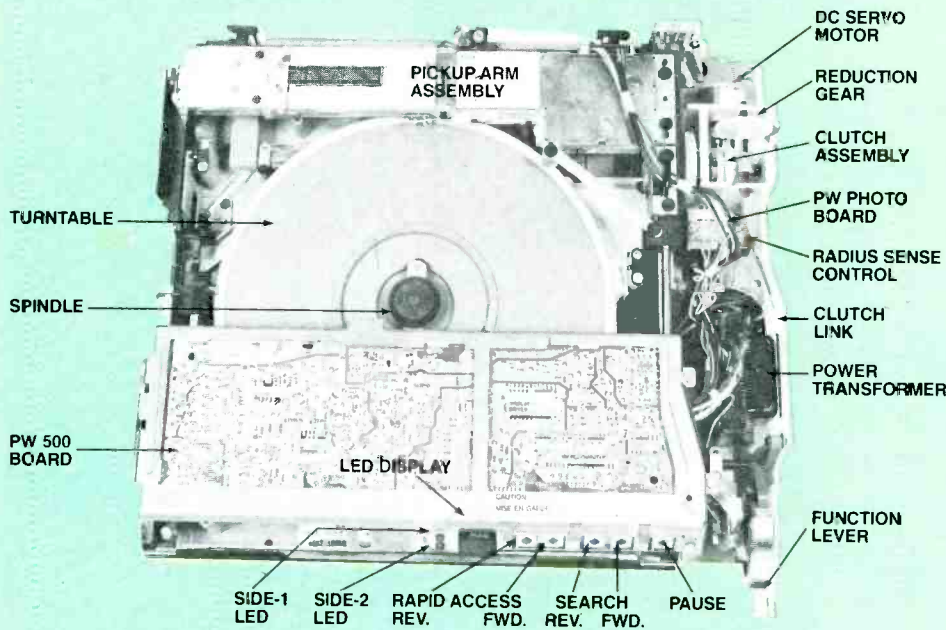 DC SERVO
MOTOR
PICKUP-ARM
ASSEMBLY
REDUCTION
GEAR
CLUTCH
ASSEMBLY
TURNTABLE
PW PHOTO
BOARD
RADIUS SENSE
CONTROL
SPINDLE
CLUTCH
LINK
POWER
TRANSFORMER
PW 500
BOARD
LED DISPLAY
CAUTION
FUNCTION
LEVER
SIDE-1
LED
SIDE-2
LED
RAPID ACCESS
REV. FWD.
SEARCH
REV. FWD.
PAUSE